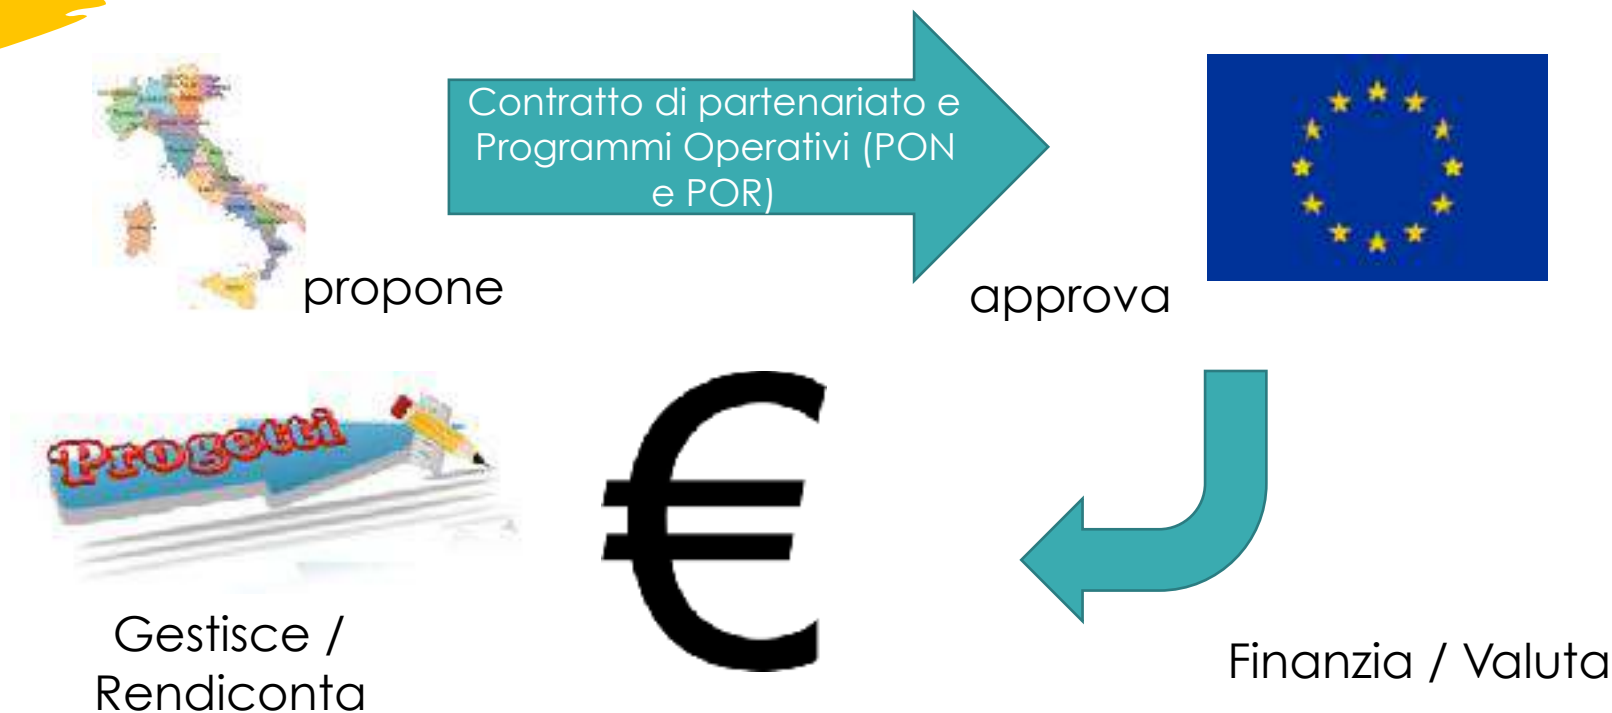 Contratto di partenariato e
Programmi Operativi (PON
e POR)
propone
approva
Progetti
Gestisce /
Rendiconta
Finanzia / Valuta